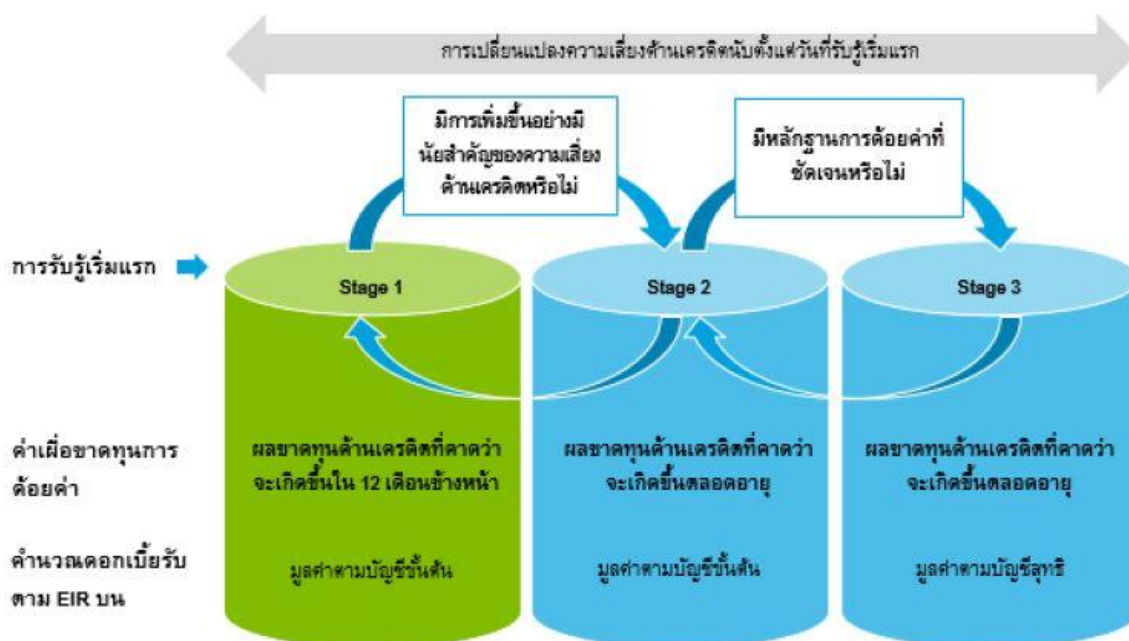 การเปลี่ยนแปลงความเสี่ยงด้านเครดิตนับตั้งแต่วันที่รับรู้เริ่มแรก
มีการเพิ่มขึ้นอย่างมี
นัยสำคัญของความเสี่ยง
ด้านเครดิตหรือไม่
มีหลักฐานการด้อยค่าที่
ชัดเจนหรือไม่
การรับรู้เริ่มแรก
Stage 1
Stage 2
Stage 3
ค่าเผื่อขาดทุนการ
ด้อยค่า
ผลขาดทุนด้านเครดิตที่คาดว่า
จะเกิดขึ้นใน 12 เดือนข้างหน้า
ผลขาดทุนด้านเครดิตที่คาดว่า
จะเกิดขึ้นตลอดอายุ
ผลขาดทุนด้านเครดิตที่คาดว่า
จะเกิดขึ้นตลอดอายุ
คำนวณดอกเบี้ยรับ
ตาม EIR บน
มูลค่าตามบัญชีขั้นต้น
มูลค่าตามบัญชีขั้นต้น
มูลค่าตามบัญชีสุทธิ